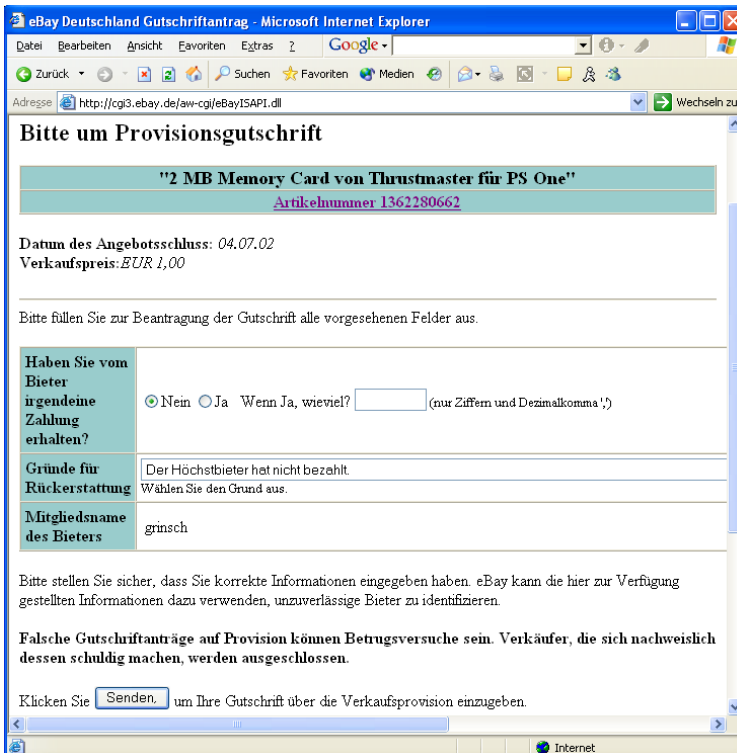 eBay Deutschland Gutschriftantrag - Microsoft Internet Explorer
Datei Bearbeiten Ansicht Favoriten Extras ? Google
Zurück Suchen Favoriten Medien
Adresse http://cgi3.ebay.de/aw-cgi/eBayISAPI.dll Wechseln zu
Bitte um Provisionsgutschrift
"2 MB Memory Card von Thrustmaster für PS One"
Artikelnummer 1362280662
Datum des Angebotsschluss: 04.07.02
Verkaufspreis:EUR 1,00
Bitte füllen Sie zur Beantragung der Gutschrift alle vorgesehenen Felder aus.
Haben Sie vom
Bieter
irgendeine
Zahlung
erhalten?
Nein Ja Wenn Ja, wieviel? (nur Ziffern und Dezimalkomma ',')
Gründe für
Rückerstattung
Der Höchstbieter hat nicht bezahlt.
Wählen Sie den Grund aus.
Mitgliedsname
des Bieters
grinsch
Bitte stellen Sie sicher, dass Sie korrekte Informationen eingegeben haben. eBay kann die hier zur Verfügung
gestellten Informationen dazu verwenden, unzuverlässige Bieter zu identifizieren.
Falsche Gutschriftanträge auf Provision können Betrugsversuche sein. Verkäufer, die sich nachweislich
dessen schuldig machen, werden ausgeschlossen.
Klicken Sie Senden, um Ihre Gutschrift über die Verkaufsprovision einzugeben.
Internet